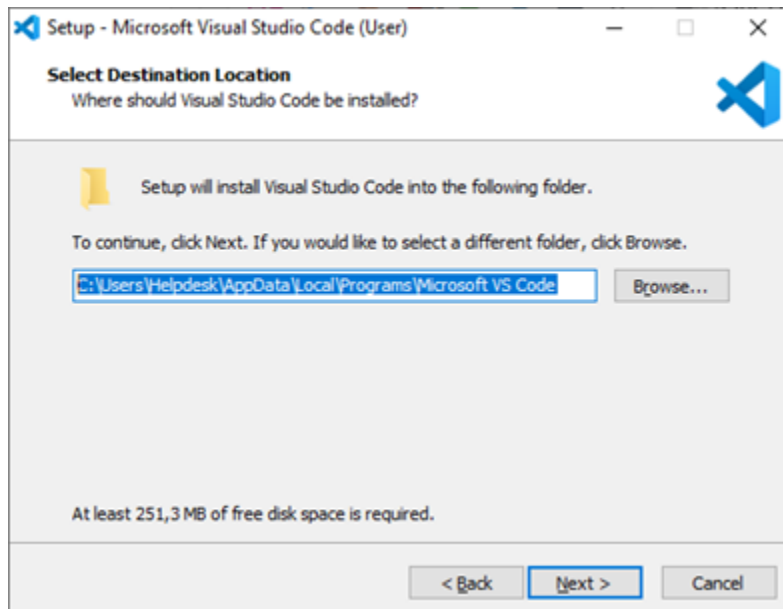 Setup - Microsoft Visual Studio Code (User)
Select Destination Location
Where should Visual Studio Code be installed?
Setup will install Visual Studio Code into the following folder.
To continue, click Next. If you would like to select a different folder, click Browse.
C:\Users\Helpdesk\AppData\Local\Programs\Microsoft VS Code
Browse...
At least 251,3 MB of free disk space is required.
< Back
Next >
Cancel